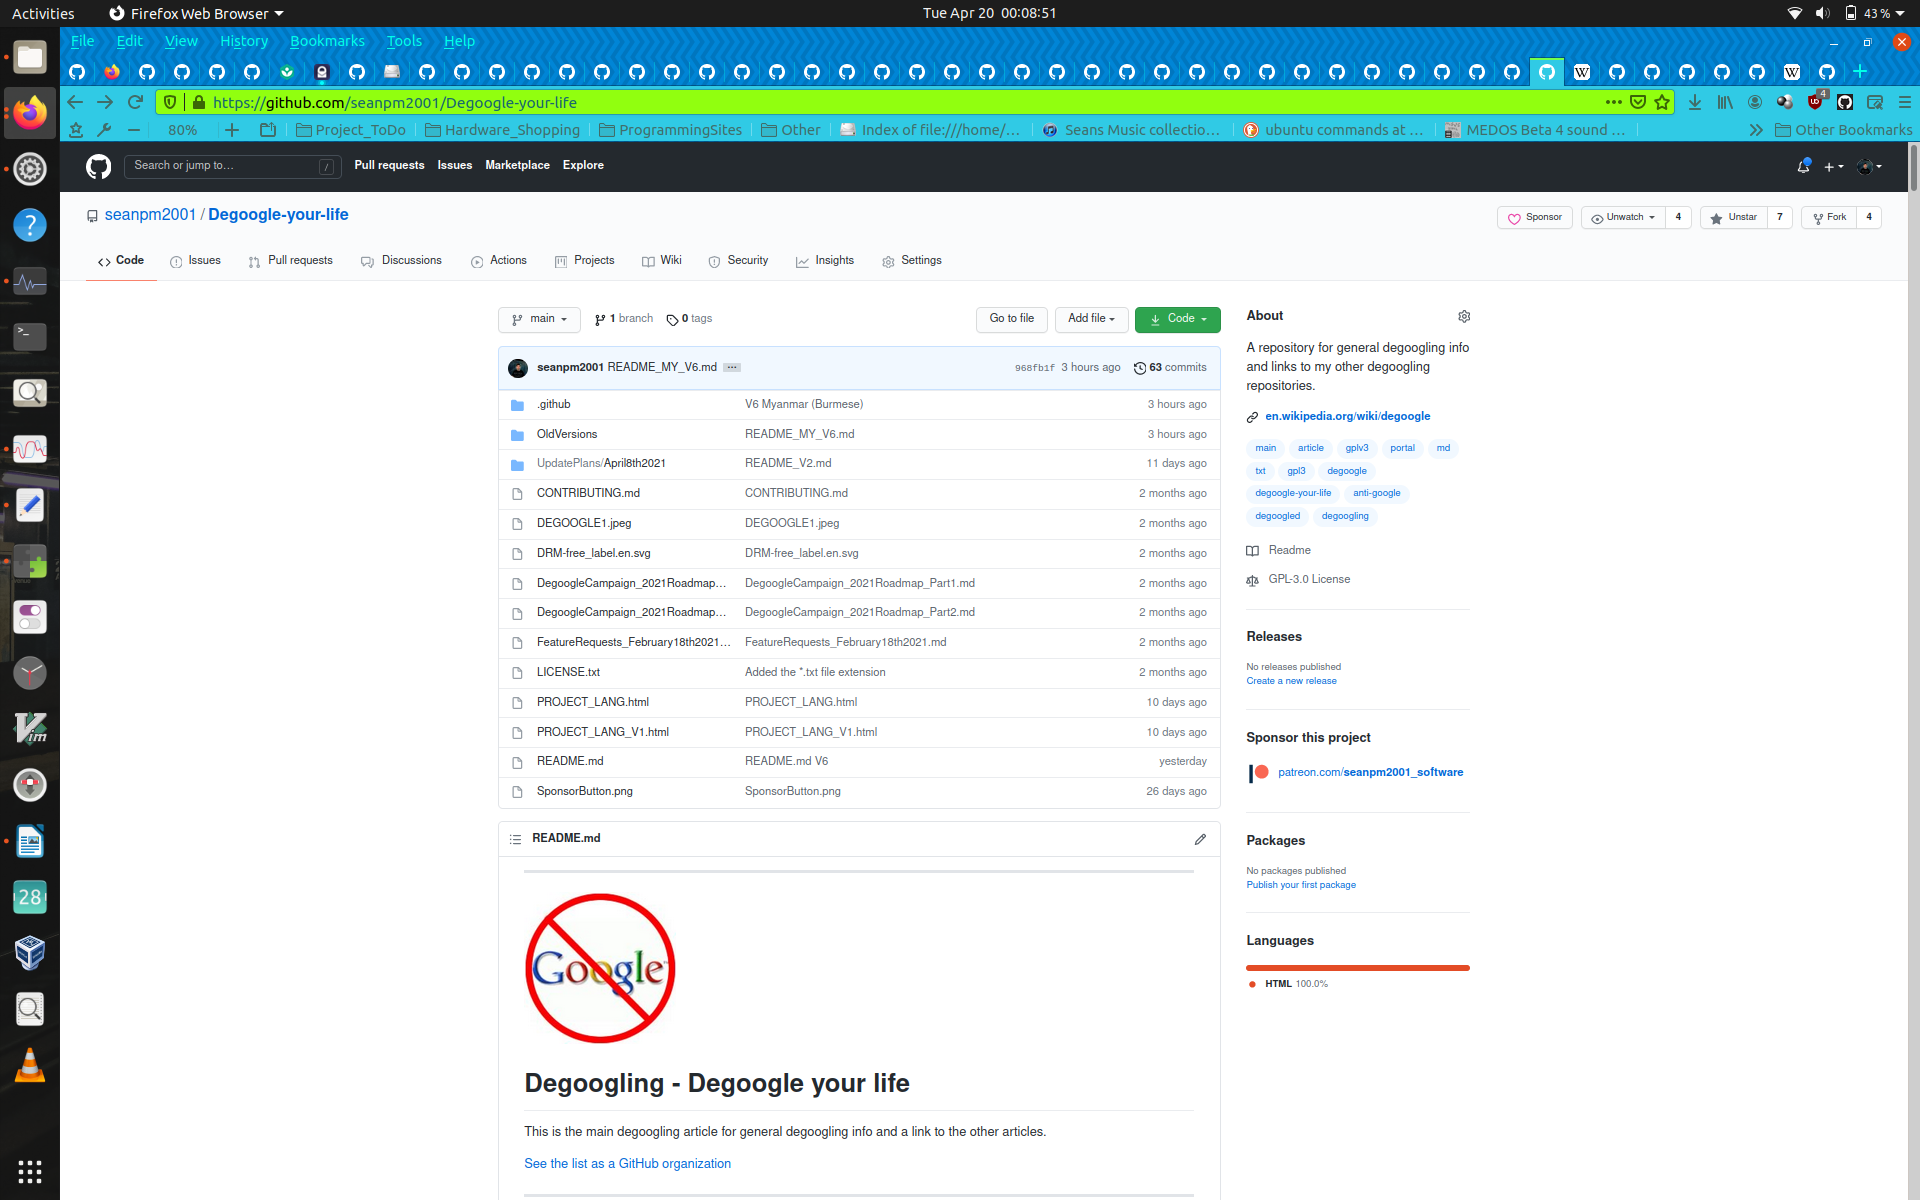 Activities
Firefox Web Browser
Tue Apr 20 00:08:51
43 %
File Edit View History Bookmarks Tools Help
https://github.com/seanpm2001/Degoogle-your-life
4
80%
Project_ToDo
Hardware_Shopping
ProgrammingSites
Other
Index of file:///home/...
Seans Music collectio...
ubuntu commands at ...
MEDOS Beta 4 sound ...
Other Bookmarks
Search or jump to...
/
Pull requests Issues Marketplace Explore
seanpm2001 / Degoogle-your-life
Sponsor
Unwatch 4
Unstar 7
Fork 4
Code Issues Pull requests Discussions Actions Projects Wiki Security Insights Settings
main
1 branch
0 tags
Go to file
Add file
Code
seanpm2001 README_MY_V6.md ...
968fb1f 3 hours ago
63 commits
.github V6 Myanmar (Burmese) 3 hours ago
OldVersions README_MY_V6.md 3 hours ago
UpdatePlans/April8th2021 README_V2.md 11 days ago
CONTRIBUTING.md CONTRIBUTING.md 2 months ago
DEGOOGLE1.jpeg DEGOOGLE1.jpeg 2 months ago
DRM-free_label.en.svg DRM-free_label.en.svg 2 months ago
DegoogleCampaign_2021Roadmap... DegoogleCampaign_2021Roadmap_Part1.md 2 months ago
DegoogleCampaign_2021Roadmap... DegoogleCampaign_2021Roadmap_Part2.md 2 months ago
FeatureRequests_February18th2021... FeatureRequests_February18th2021.md 2 months ago
LICENSE.txt Added the *.txt file extension 2 months ago
PROJECT_LANG.html PROJECT_LANG.html 10 days ago
PROJECT_LANG_V1.html PROJECT_LANG_V1.html 10 days ago
README.md README.md V6 yesterday
SponsorButton.png SponsorButton.png 26 days ago
README.md
Google
Degoogling - Degoogle your life
This is the main degoogling article for general degoogling info and a link to the other articles.
See the list as a GitHub organization
About
A repository for general degoogling info
and links to my other degoogling
repositories.
en.wikipedia.org/wiki/degoogle
main article gplv3 portal md
txt gpl3 degoogle
degoogle-your-life anti-google
degoogled degoogling
Readme
GPL-3.0 License
Releases
No releases published
Create a new release
Sponsor this project
patreon.com/seanpm2001_software
Packages
No packages published
Publish your first package
Languages
HTML 100.0%
28